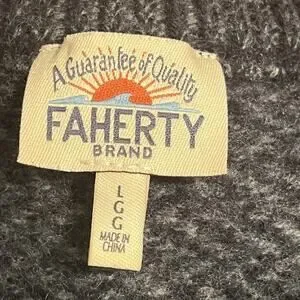 A Guarantee of Quality
FAHERTY
BRAND
L
G
G
MADE IN
CHINA